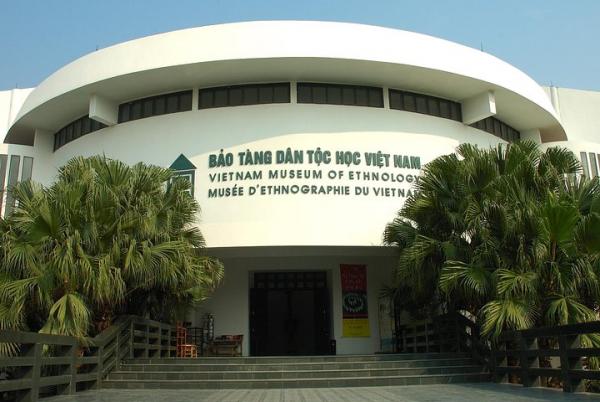 BẢO TÀNG DÂN TỘC HỌC VIỆT NAM
VIETNAM MUSEUM OF ETHNOLOGY
MUSÉE D'ETHNOGRAPHIE DU VIETNAM